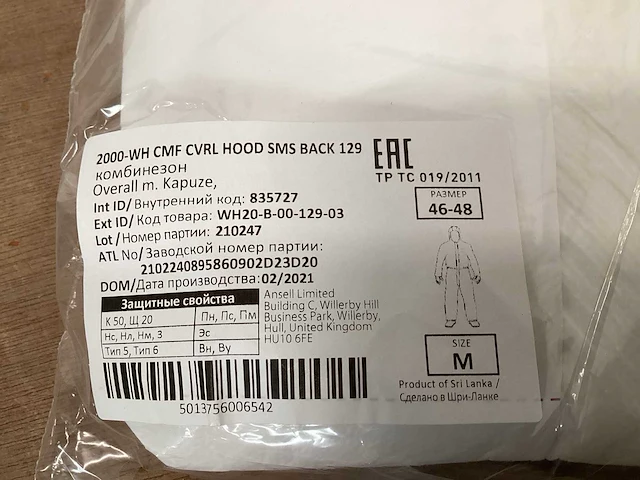 2000-WH CMF CVRL HOOD SMS BACK 129
комбинезон
Overall m. Kapuze,
Int ID/ Внутренний код: 835727
Ext ID/ Код товара: WH20-B-00-129-03
Lot /Номер партии: 210247
ATL No/ Заводской номер партии:
2102240895860902D23D20
DOM/Дата производства:02/2021
EAC
ТР ТС 019/2011
РАЗМЕР
46-48
Защитные свойства
К 50, Щ 20 Пн, Пс, Пм
Нс, Нл, Нм, З Эс
Тип 5, Тип 6 Вн, Ву
Ansell Limited
Building C, Willerby Hill
Business Park, Willerby,
Hull, United Kingdom
HU10 6FE
SIZE
M
Product of Sri Lanka /
Сделано в Шри-Ланке
5013756006542